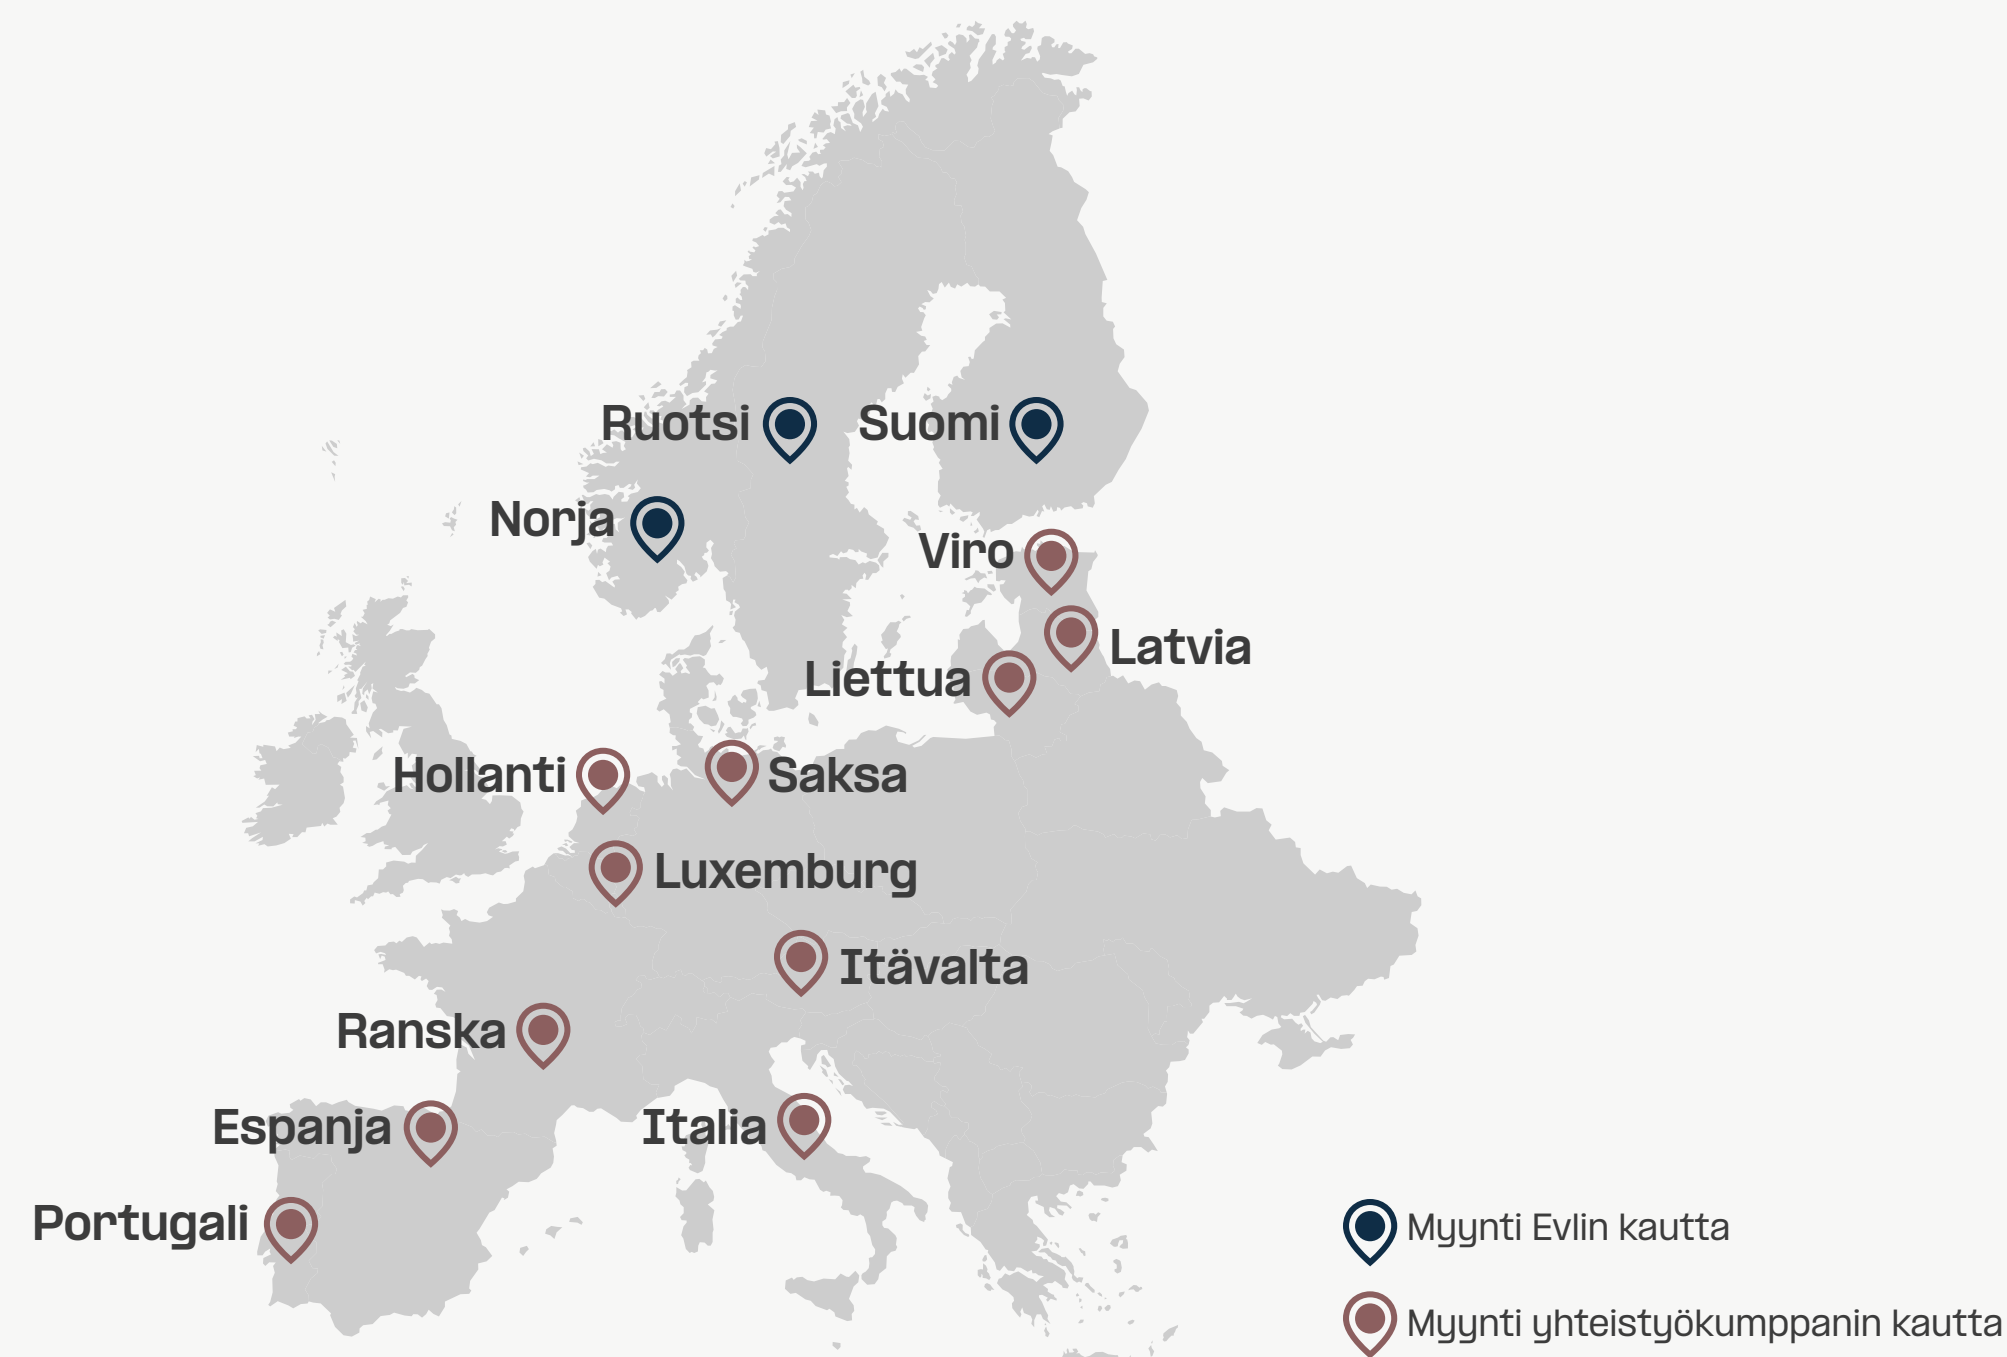 Ruotsi
Suomi
Norja
Viro
Latvia
Liettua
Hollanti
Saksa
Luxemburg
Itävalta
Ranska
Espanja
Italia
Portugali
Myynti Evlin kautta
Myynti yhteistyökumppanin kautta